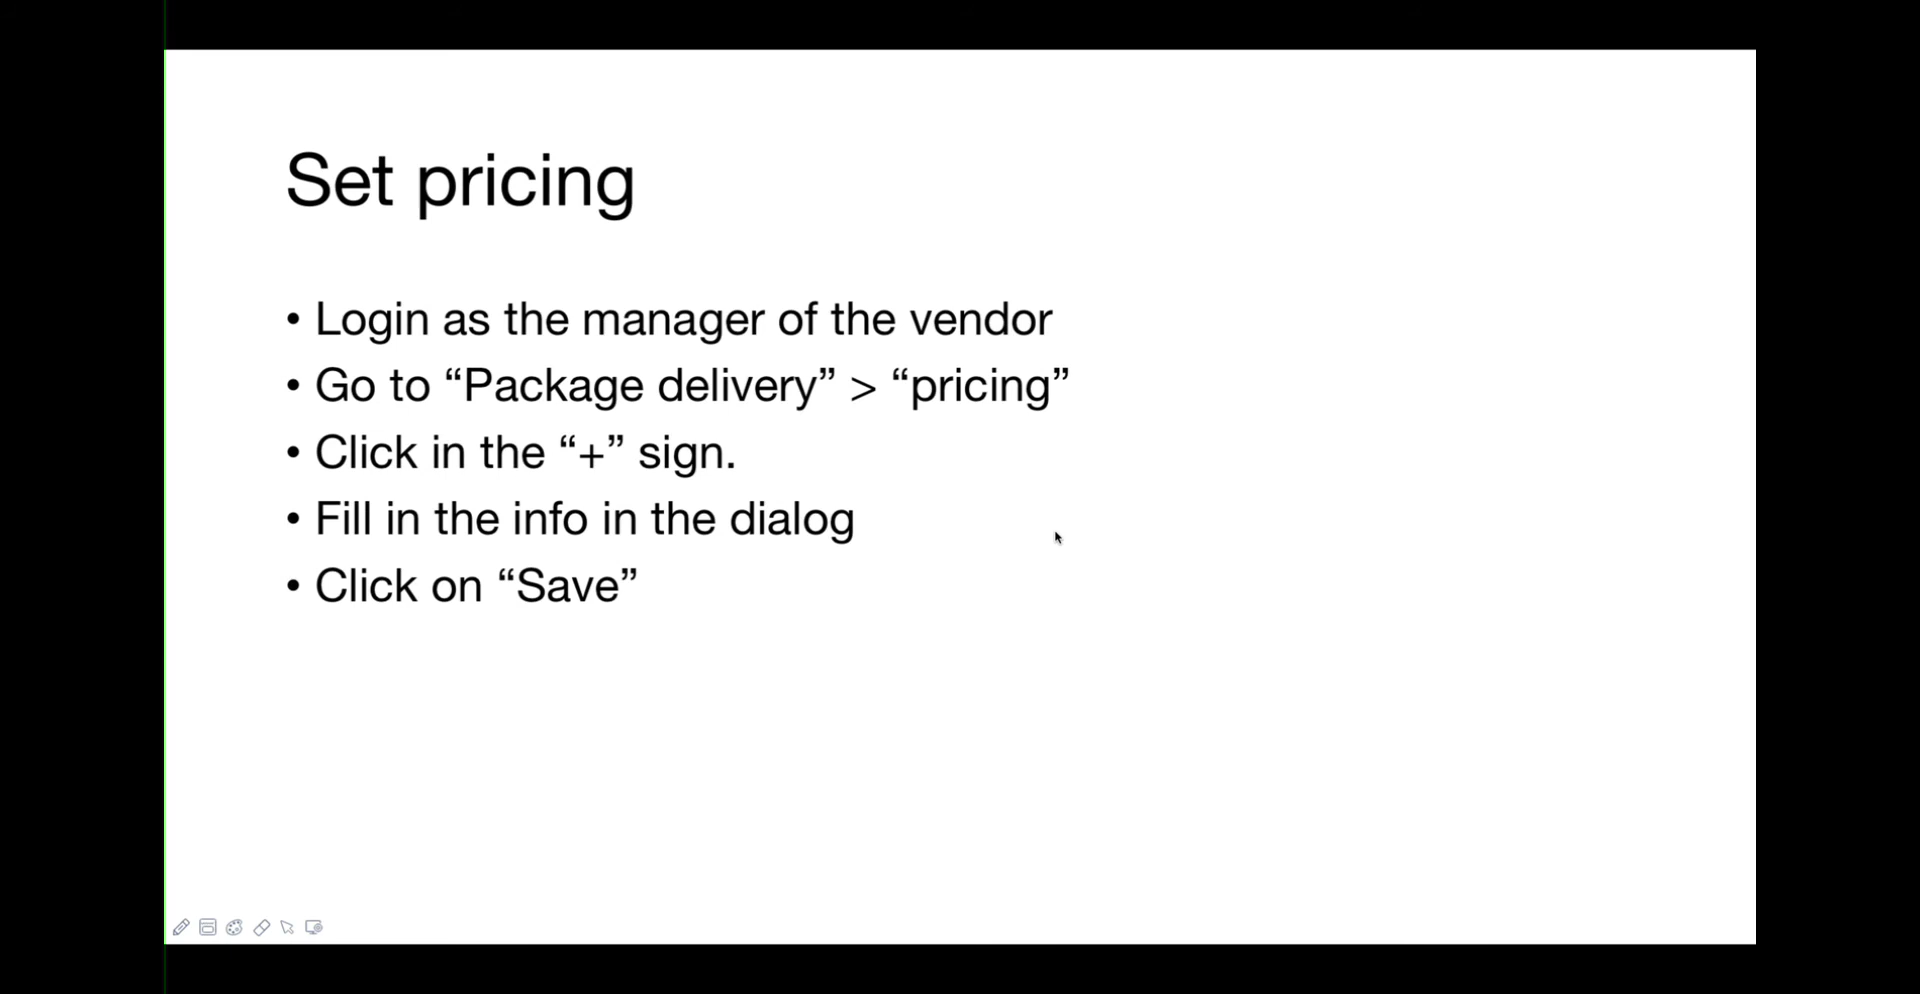 Set pricing
• Login as the manager of the vendor
• Go to “Package delivery” > “pricing”
• Click in the “+” sign.
• Fill in the info in the dialog
• Click on “Save”